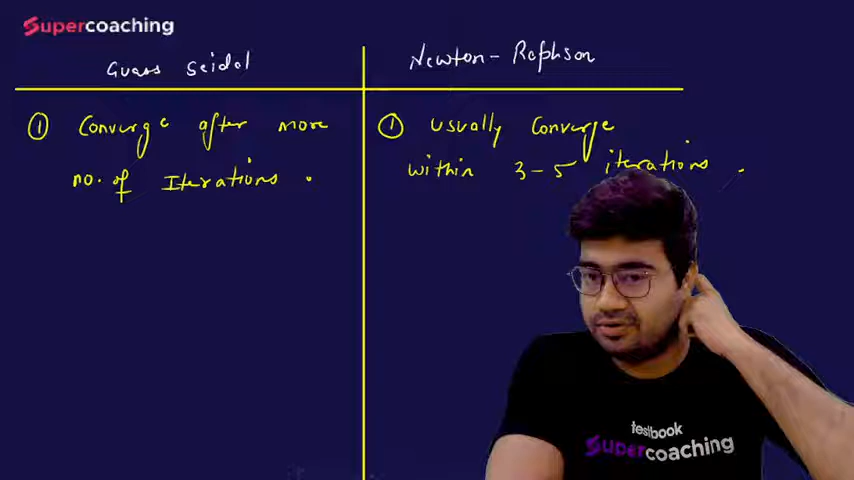 Supercoaching
Guass Seidal
Newton-Raphson
① Converge after more
no. of Iterations.
① usually converge
within 3-5 iterations.
testbook
Supercoaching